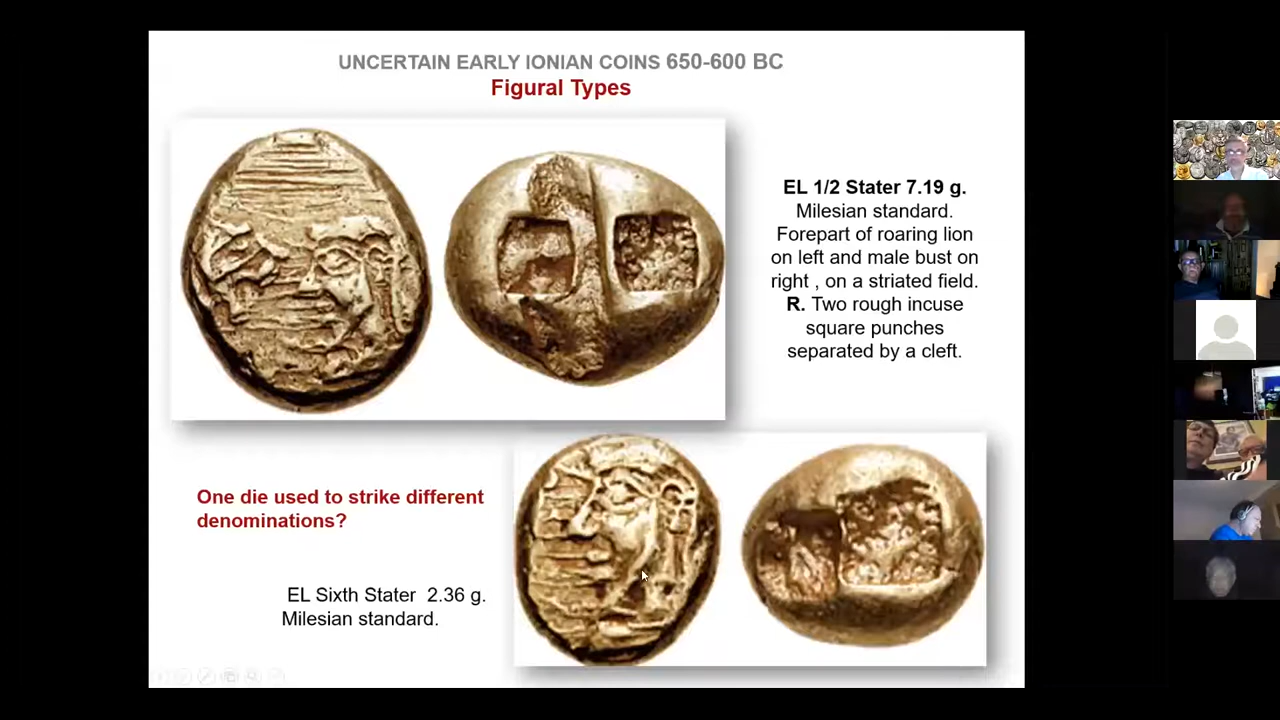 UNCERTAIN EARLY IONIAN COINS 650-600 BC
Figural Types
EL 1/2 Stater 7.19 g.
Milesian standard.
Forepart of roaring lion
on left and male bust on
right , on a striated field.
R. Two rough incuse
square punches
separated by a cleft.
One die used to strike different
denominations?
EL Sixth Stater 2.36 g.
Milesian standard.